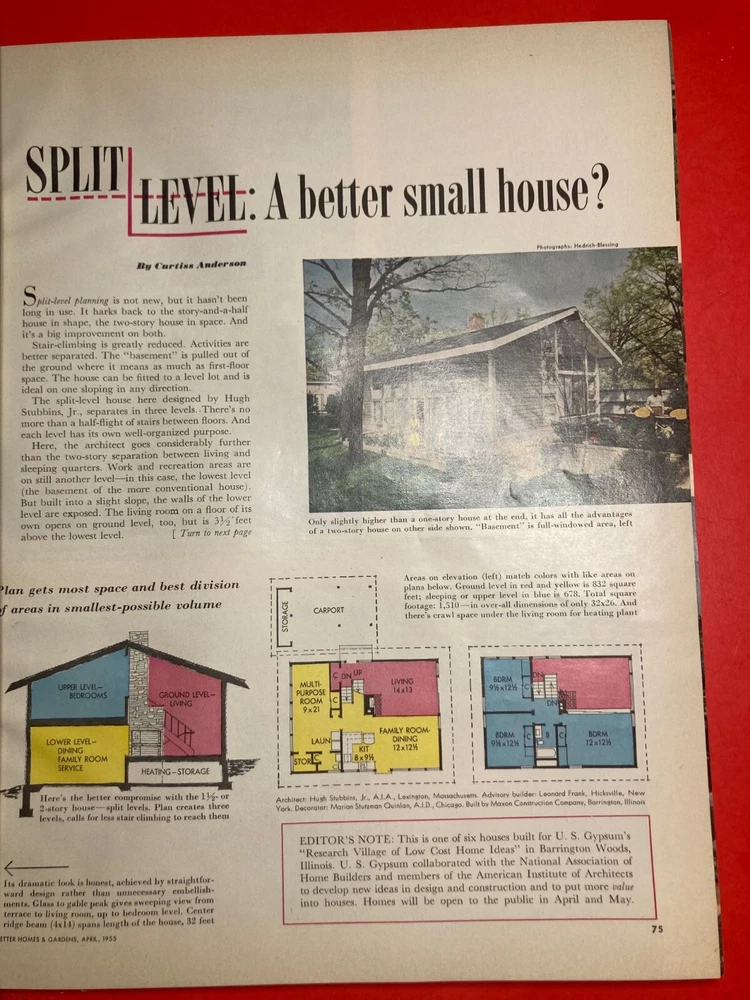 SPLIT
LEVEL: A better small house?
Photographs: Hedrich-Blessing
By Curtiss Anderson
Split-level planning is not new, but it hasn't been
long in use. It harks back to the story-and-a-half
house in shape, the two-story house in space. And
it's a big improvement on both.
Stair-climbing is greatly reduced. Activities are
better separated. The "basement" is pulled out of
the ground where it means as much as first-floor
space. The house can be fitted to a level lot and is
ideal on one sloping in any direction.
The split-level house here designed by Hugh
Stubbins, Jr., separates in three levels. There's no
more than a half-flight of stairs between floors. And
each level has its own well-organized purpose.
Here, the architect goes considerably further
than the two-story separation between living and
sleeping quarters. Work and recreation areas are
on still another level—in this case, the lowest level
(the basement of the more conventional house).
But built into a slight slope, the walls of the lower
level are exposed. The living room on a floor of its
own opens on ground level, too, but is 3½ feet
above the lowest level. [ Turn to next page
Only slightly higher than a one-story house at the end, it has all the advantages
of a two-story house on other side shown. "Basement" is full-windowed area, left
Plan gets most space and best division
of areas in smallest-possible volume
UPPER LEVEL—
BEDROOMS
GROUND LEVEL—
LIVING
LOWER LEVEL—
DINING
FAMILY ROOM
SERVICE
HEATING—STORAGE
Here's the better compromise with the 1½- or
2-story house—split levels. Plan creates three
levels, calls for less stair climbing to reach them
Areas on elevation (left) match colors with like areas on
plans below. Ground level in red and yellow is 832 square
feet; sleeping or upper level in blue is 678. Total square
footage: 1,510—in over-all dimensions of only 32x26. And
there's crawl space under the living room for heating plant
STORAGE
CARPORT
MULTI-
PURPOSE
ROOM
9x21
C
DN
UP
LIVING
14x13
C
LAUN
STOR
C
KIT
8x9½
FAMILY ROOM-
DINING
12x12½
BDRM
9½x12½
C
DN
DN
BDRM
9½x12½
C
B
C
BDRM
12x12½
Architect: Hugh Stubbins, Jr., A.I.A., Lexington, Massachusetts. Advisory builder: Leonard Frank, Hicksville, New
York. Decorator: Marian Stutzman Quinlan, A.I.D., Chicago. Built by Maxon Construction Company, Barrington, Illinois
Its dramatic look is honest, achieved by straightfor-
ward design rather than unnecessary embellish-
ments. Glass to gable peak gives sweeping view from
terrace to living room, up to bedroom level. Center
ridge beam (4x14) spans length of the house, 32 feet
EDITOR'S NOTE: This is one of six houses built for U. S. Gypsum's
"Research Village of Low Cost Home Ideas" in Barrington Woods,
Illinois. U. S. Gypsum collaborated with the National Association of
Home Builders and members of the American Institute of Architects
to develop new ideas in design and construction and to put more value
into houses. Homes will be open to the public in April and May.
ETTER HOMES & GARDENS, APRIL, 1955
75